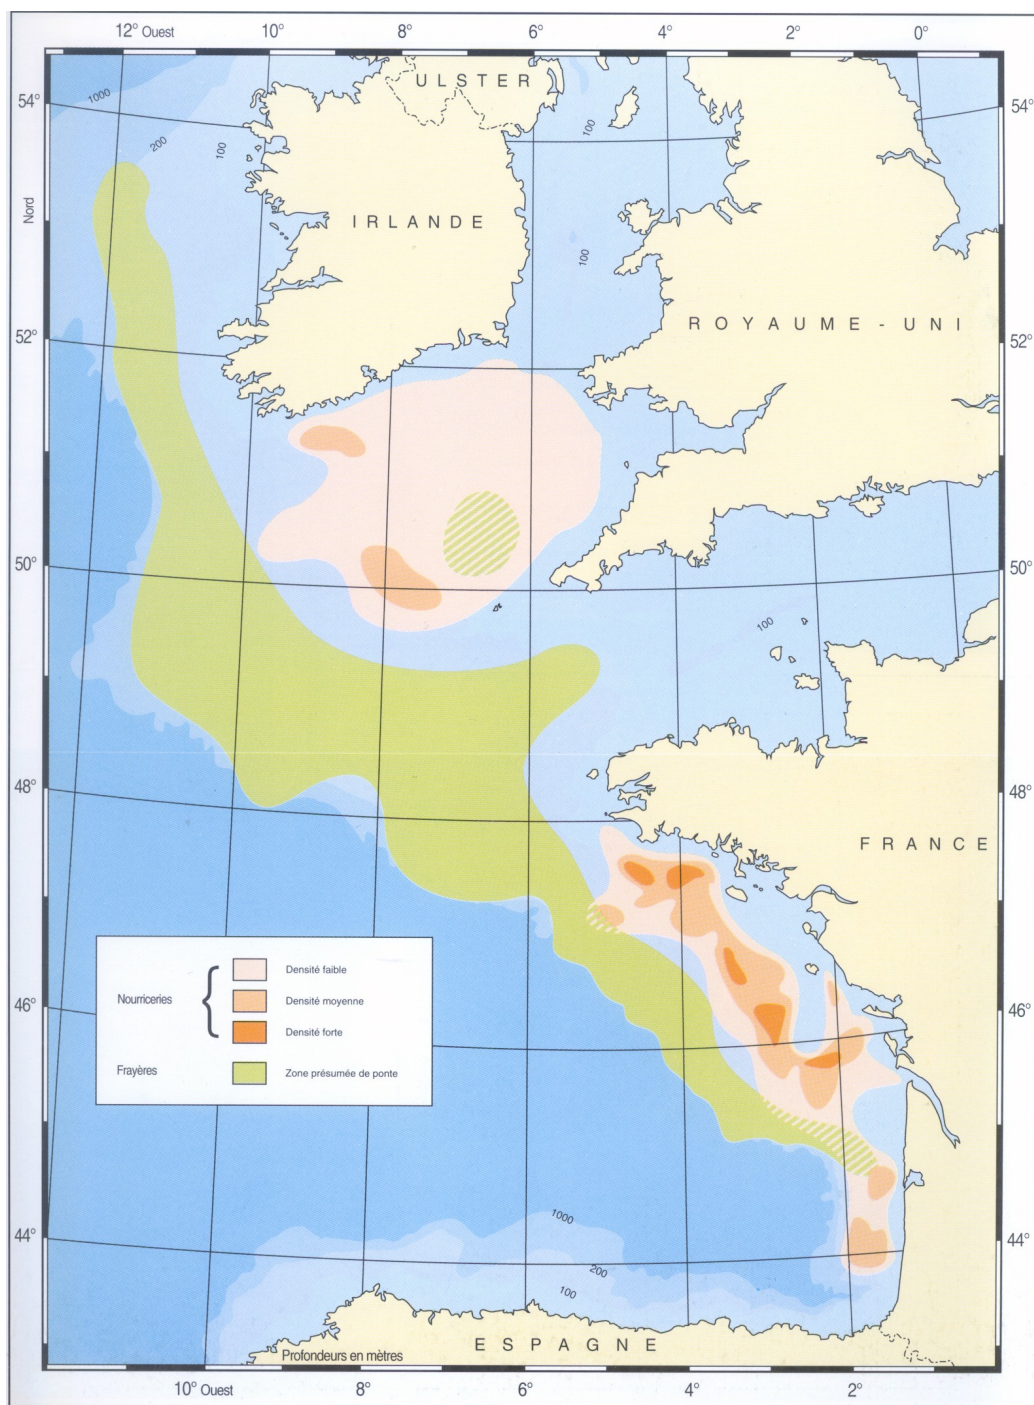 12° Ouest 10° 8° 6° 4° 2° 0°
ULSTER
54° 54°
1000
200
100
100
Nord
IRLANDE
100
ROYAUME - UNI
52° 52°
50° 50°
100
48° 48°
FRANCE
Nourriceries
Densité faible
Densité moyenne
Densité forte
Frayères
Zone présumée de ponte
46° 46°
1000
44° 44°
200
100
ESPAGNE
Profondeurs en mètres
10° Ouest 8° 6° 4° 2°